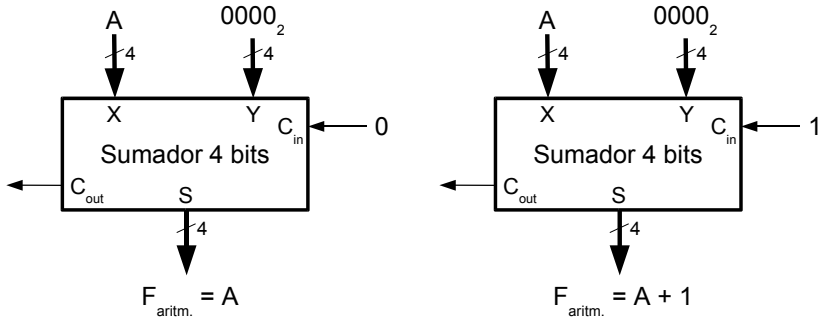 A 0000₂ A 0000₂
4 4 4 4
X Y X Y
C_in 0 C_in 1
Sumador 4 bits Sumador 4 bits
C_out S C_out S
4 4
F_aritm. = A F_aritm. = A + 1